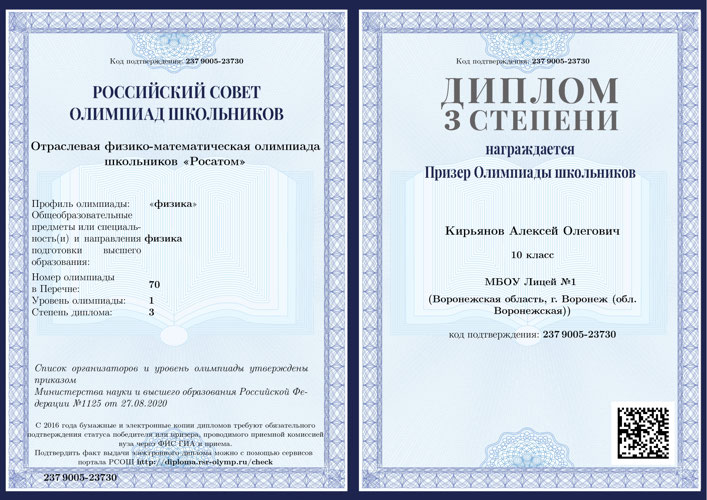 Код подтверждения: 237 9005-23730
РОССИЙСКИЙ СОВЕТ
ОЛИМПИАД ШКОЛЬНИКОВ
Отраслевая физико-математическая олимпиада
школьников «Росатом»
Профиль олимпиады: «физика»
Общеобразовательные
предметы или специаль-
ность(и) и направления физика
подготовки высшего
образования:
Номер олимпиады
в Перечне: 70
Уровень олимпиады: 1
Степень диплома: 3
Список организаторов и уровень олимпиады утверждены
приказом
Министерства науки и высшего образования Российской Фе-
дерации №1125 от 27.08.2020
С 2016 года бумажные и электронные копии дипломов требуют обязательного
подтверждения статуса победителя или призера, проводимого приемной комиссией
вуза через ФИС ГИА и приема.
Подтвердить факт выдачи электронного диплома можно с помощью сервисов
портала РСОШ http://diploma.rsr-olymp.ru/check
237 9005-23730
Код подтверждения: 237 9005-23730
ДИПЛОМ
3 СТЕПЕНИ
награждается
Призер Олимпиады школьников
Кирьянов Алексей Олегович
10 класс
МБОУ Лицей №1
(Воронежская область, г. Воронеж (обл.
Воронежская))
код подтверждения: 237 9005-23730